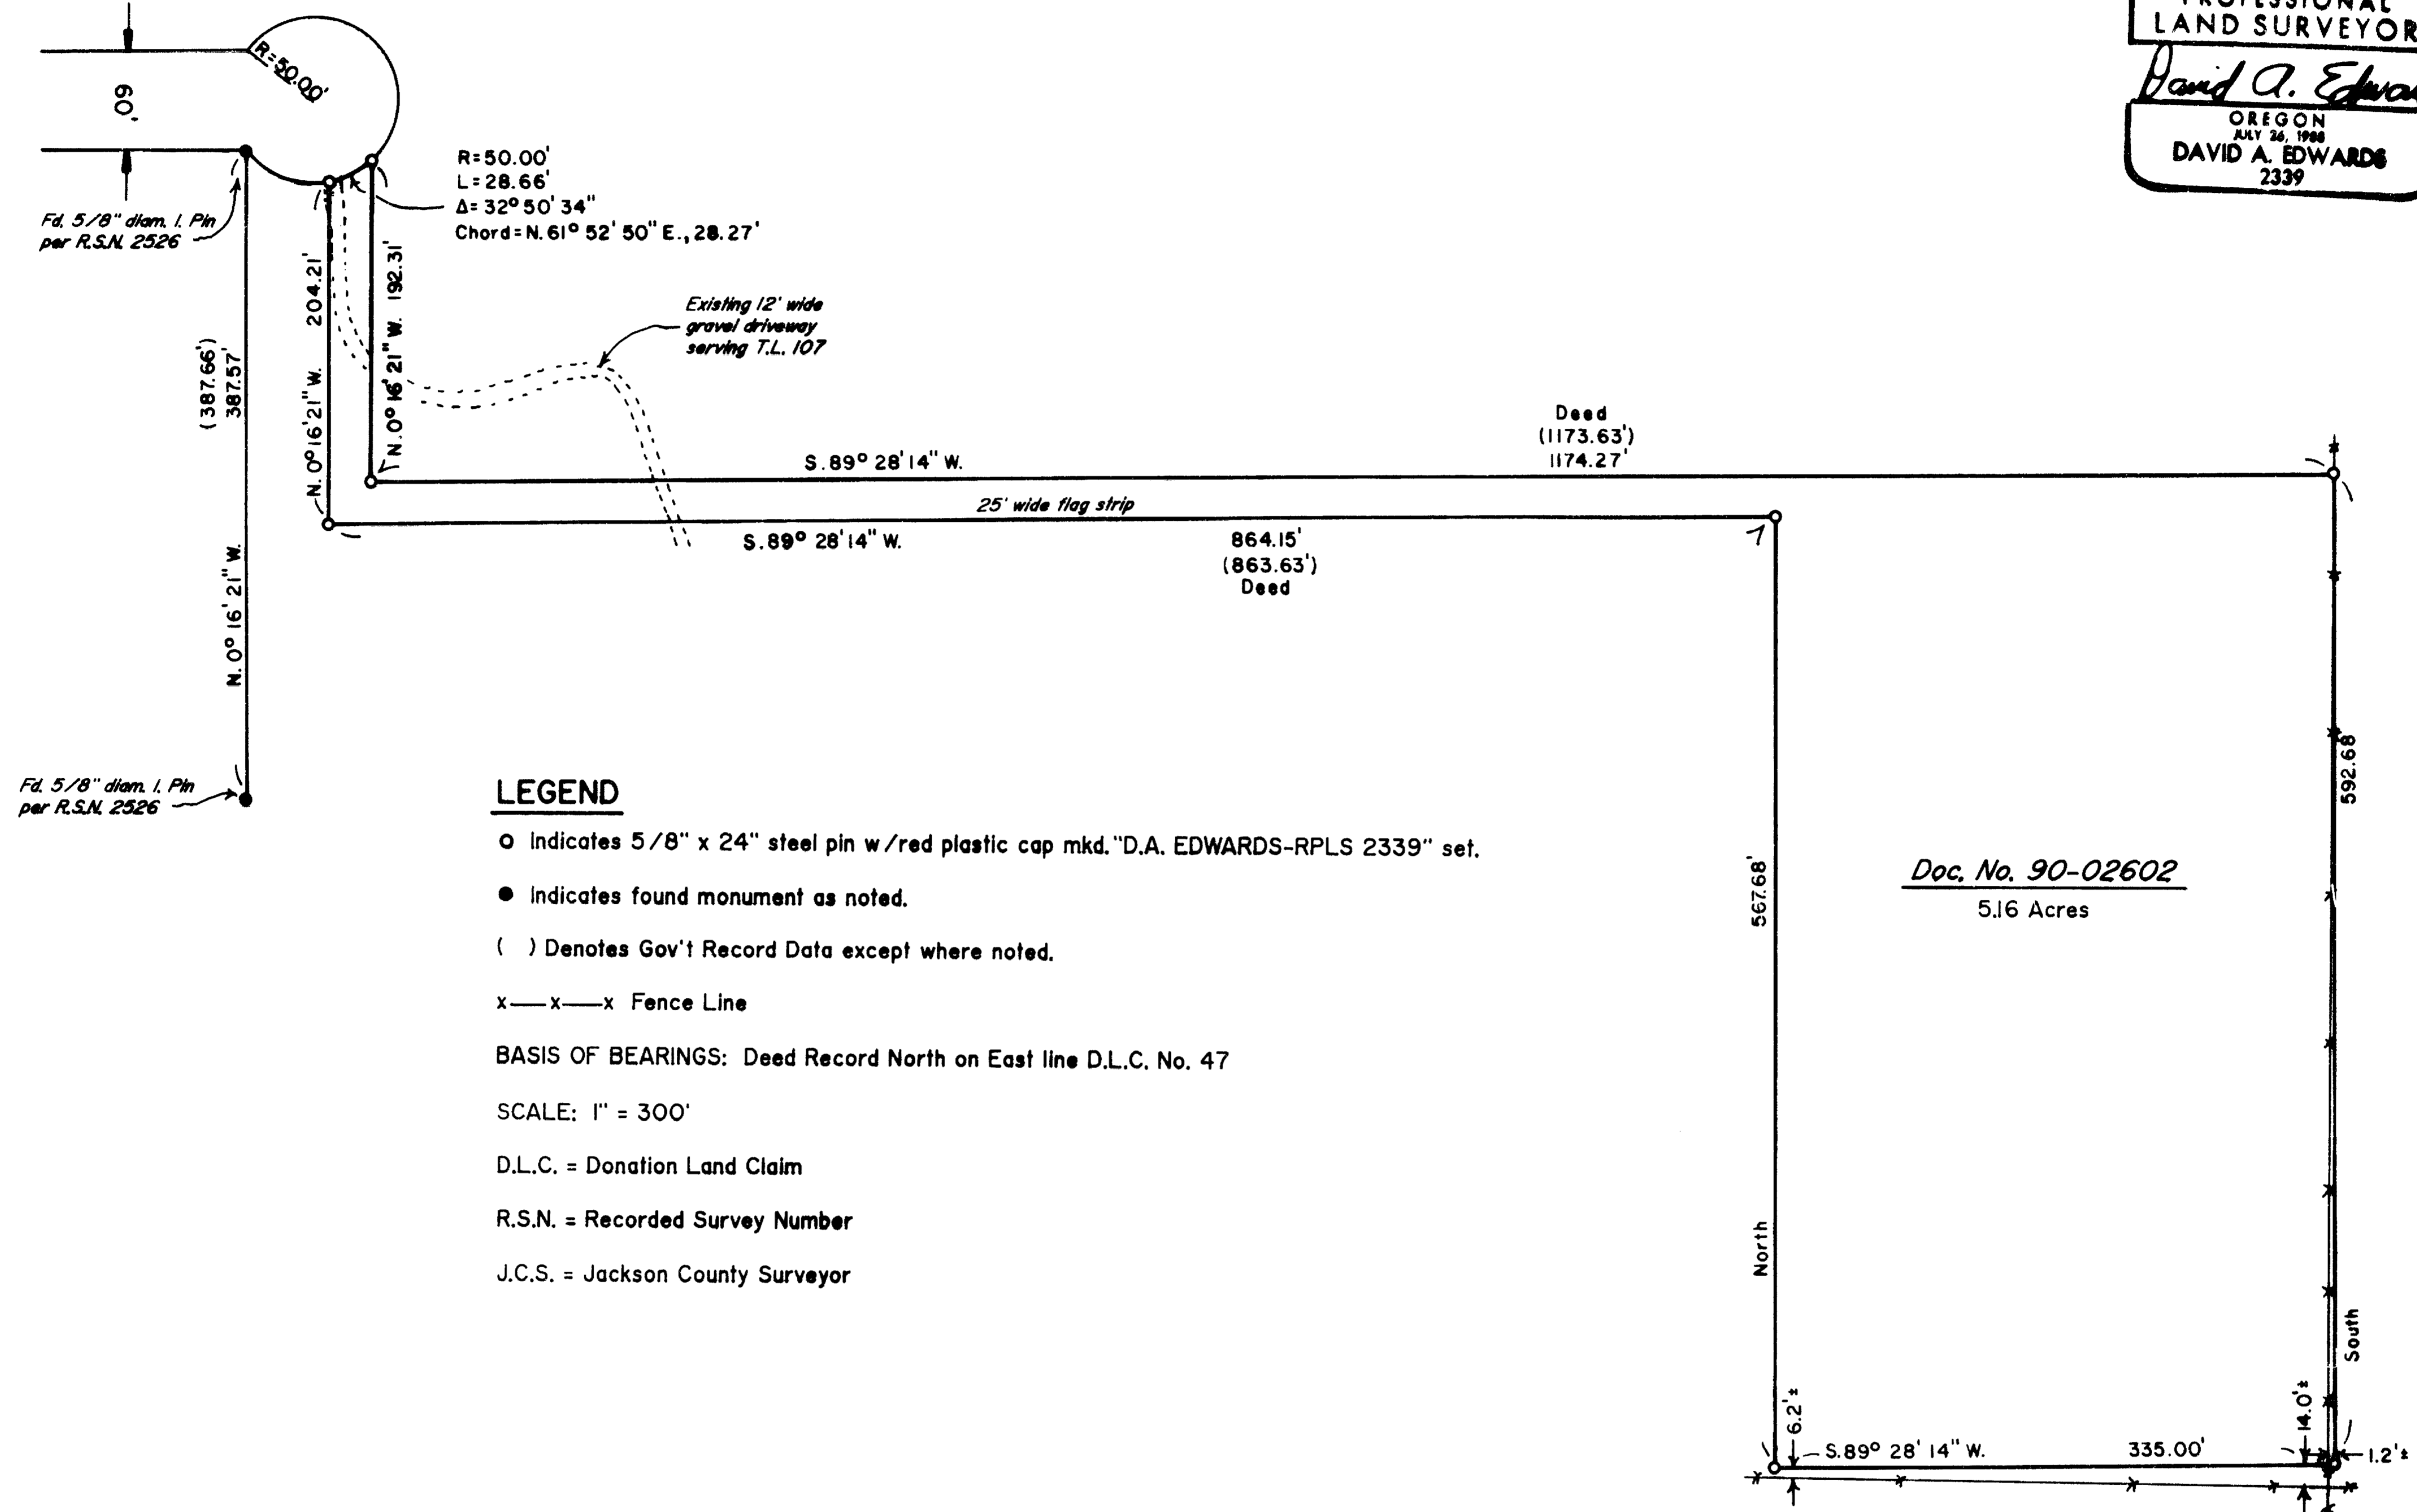 PROFESSIONAL
LAND SURVEYOR
David A. Edwa
OREGON
JULY 26, 1988
DAVID A. EDWARDS
2339
60'
R=50.00'
R=50.00'
L=28.66'
Δ=32°50'34"
Chord=N.61°52'50"E.,28.27'
Fd. 5/8" diam. I. Pin
per R.S.N. 2526
204.21'
N.0°16'21"W.
N.0°16'21"W. 192.31'
(387.66')
387.57'
N.0°16'21"W.
Existing 12' wide
gravel driveway
serving T.L. 107
Deed
(1173.63')
1174.27'
S.89°28'14"W.
25' wide flag strip
S.89°28'14"W.
864.15'
(863.63')
Deed
Fd. 5/8" diam. I. Pin
per R.S.N. 2526
LEGEND
o Indicates 5/8" x 24" steel pin w/red plastic cap mkd."D.A. EDWARDS-RPLS 2339" set.
● Indicates found monument as noted.
( ) Denotes Gov't Record Data except where noted.
x——x——x Fence Line
BASIS OF BEARINGS: Deed Record North on East line D.L.C. No. 47
SCALE: 1" = 300'
D.L.C. = Donation Land Claim
R.S.N. = Recorded Survey Number
J.C.S. = Jackson County Surveyor
567.68'
North
Doc. No. 90-02602
5.16 Acres
592.68
South
6.2'±
S.89°28'14"W.
335.00'
14.0'±
1.2'±